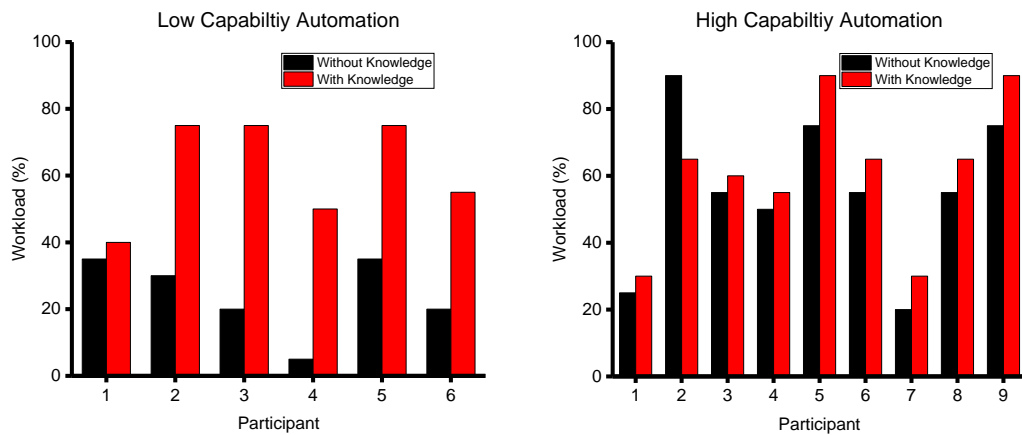 Low Capabiltiy Automation
100
80
60
40
20
0
Workload (%)
Without Knowledge
With Knowledge
1 2 3 4 5 6
Participant
High Capabiltiy Automation
100
80
60
40
20
0
Workload (%)
Without Knowledge
With Knowledge
1 2 3 4 5 6 7 8 9
Participant